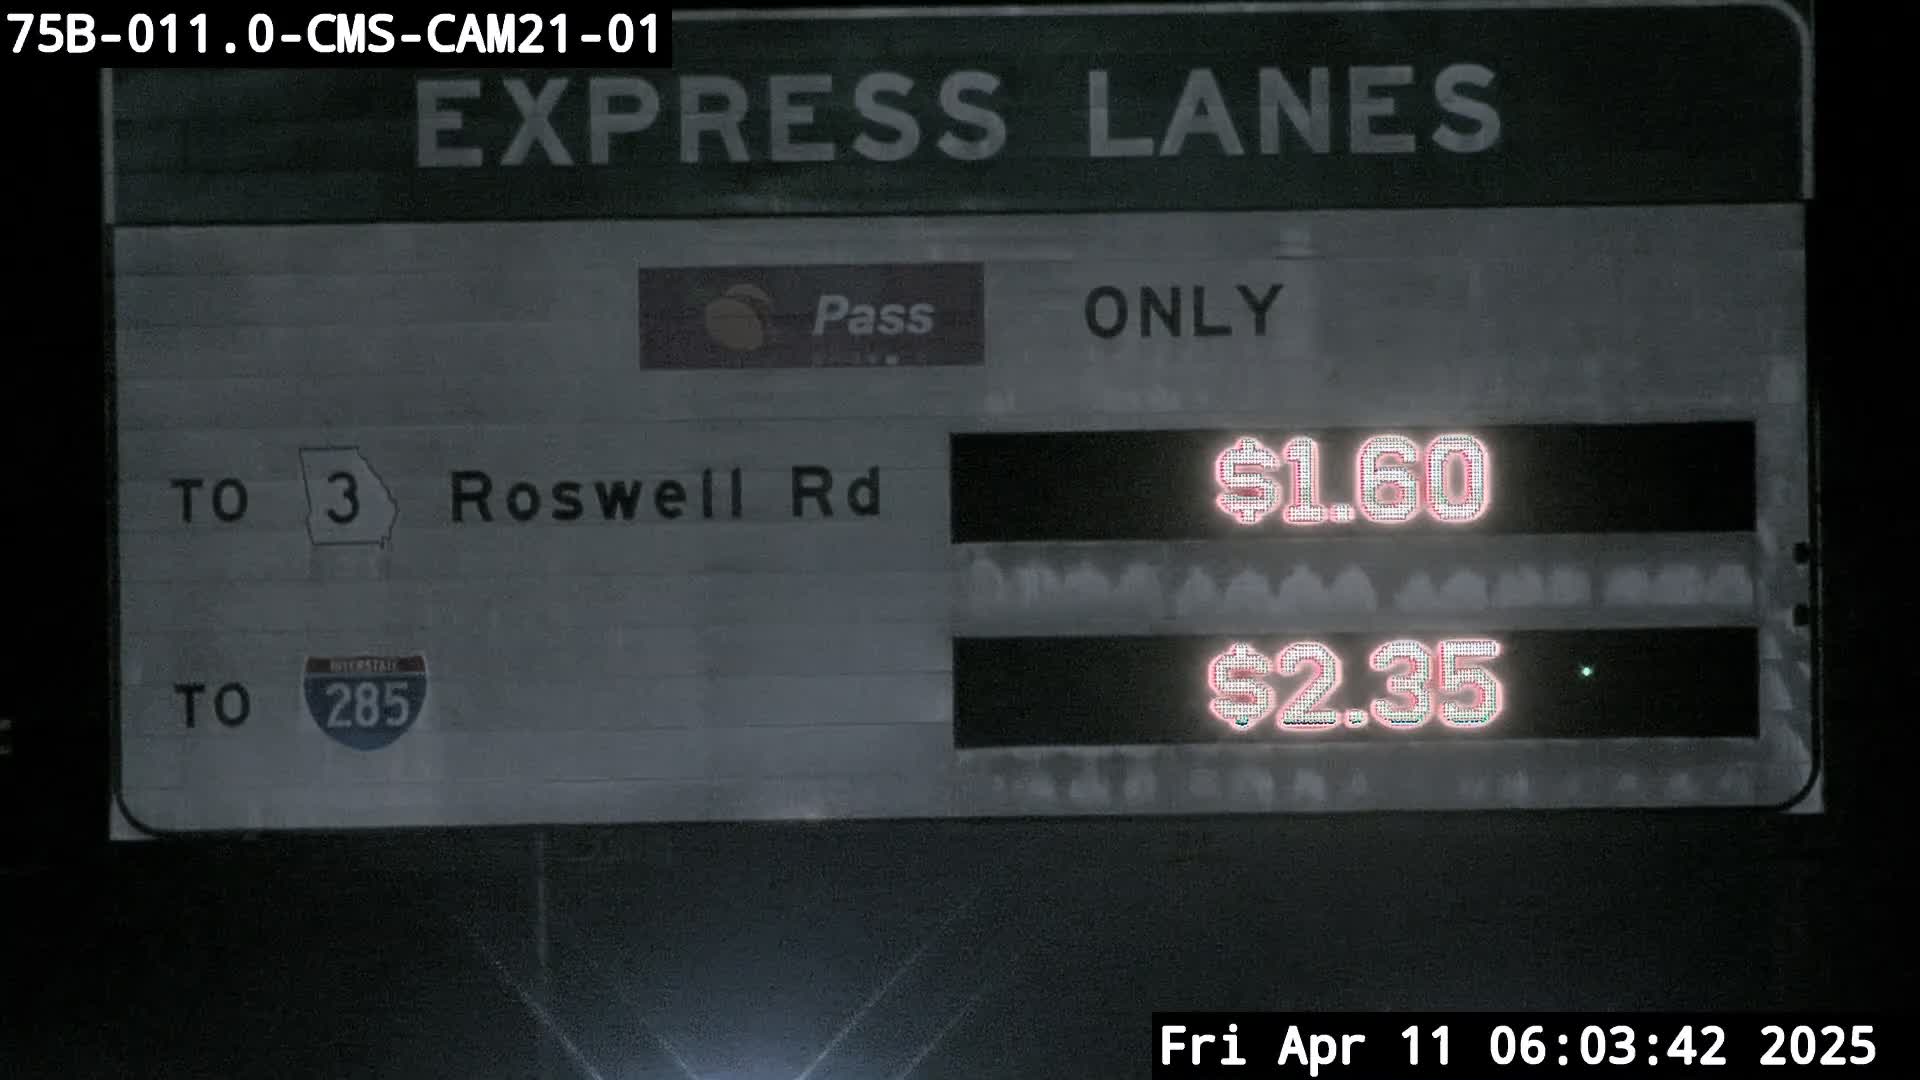 75B-011.0-CMS-CAM21-01
EXPRESS LANES
Pass ONLY
TO 3 Roswell Rd $1.60
INTERSTATE
TO 285 $2.35
Fri Apr 11 06:03:42 2025